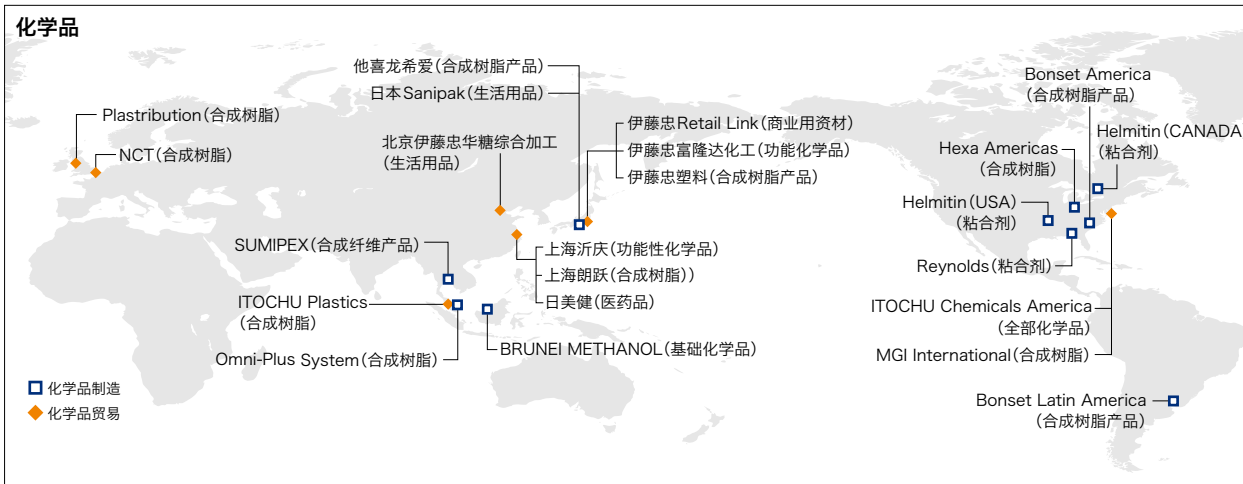 化学品
Plastribution(合成树脂)
NCT(合成树脂)
他喜龙希爱(合成树脂产品)
日本Sanipak(生活用品)
北京伊藤忠华糖综合加工
(生活用品)
伊藤忠Retail Link(商业用资材)
伊藤忠富隆达化工(功能化学品)
伊藤忠塑料(合成树脂产品)
SUMIPEX(合成纤维产品)
上海沂庆(功能性化学品)
上海朗跃(合成树脂))
日美健(医药品)
ITOCHU Plastics
(合成树脂)
Omni-Plus System(合成树脂)
BRUNEI METHANOL(基础化学品)
Bonset America
(合成树脂产品)
Helmitin(CANADA)
(粘合剂)
Hexa Americas
(合成树脂)
Helmitin(USA)
(粘合剂)
Reynolds(粘合剂)
ITOCHU Chemicals America
(全部化学品)
MGI International(合成树脂)
Bonset Latin America
(合成树脂产品)
化学品制造
化学品贸易